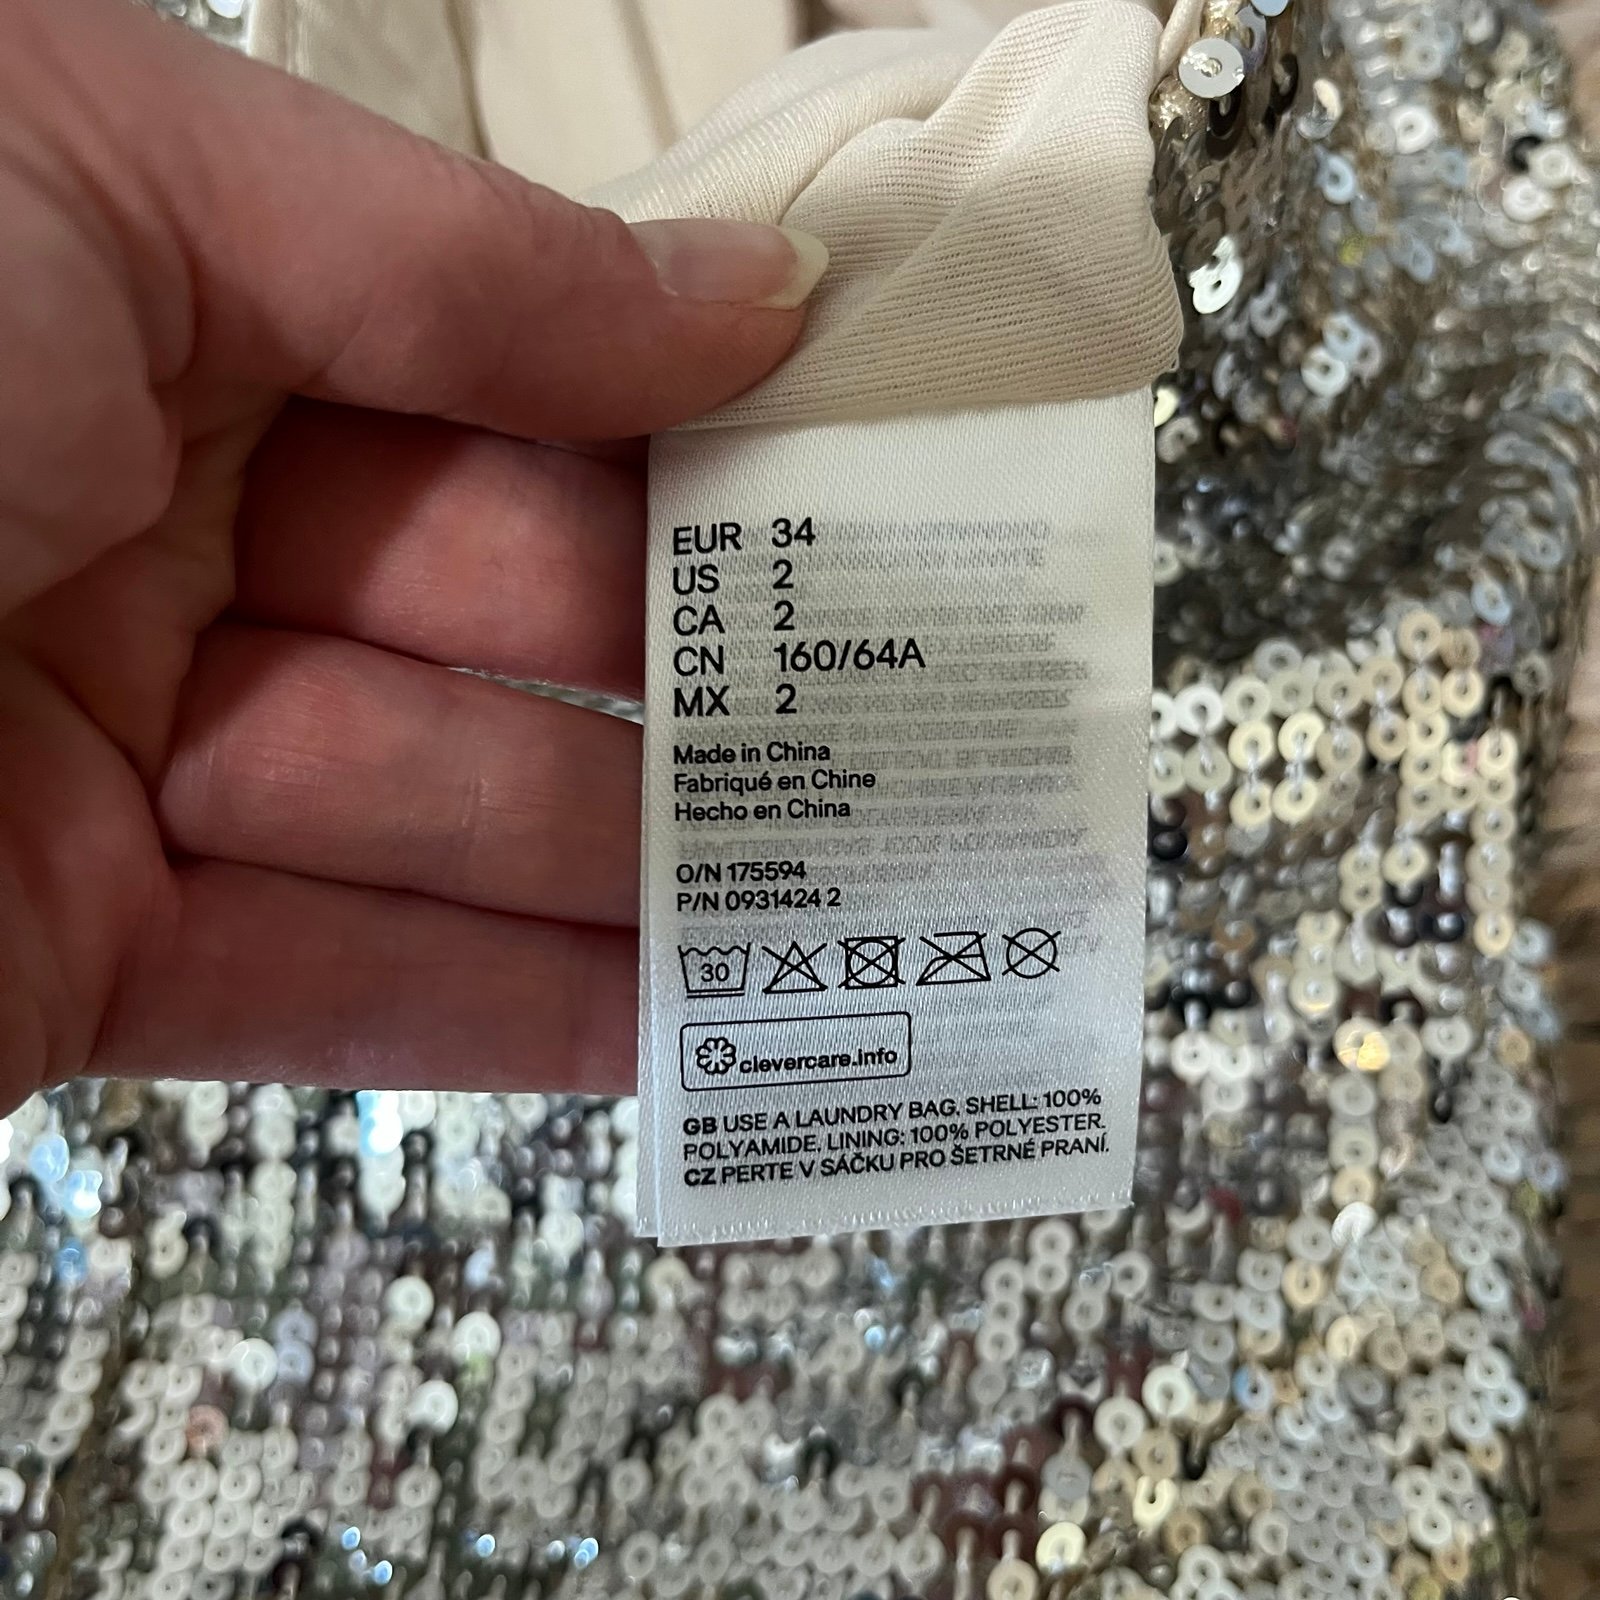 EUR 34
US 2
CA 2
CN 160/64A
MX 2
Made in China
Fabriqué en Chine
Hecho en China
O/N 175594
P/N 0931424 2
30
clevercare.info
GB USE A LAUNDRY BAG. SHELL: 100%
POLYAMIDE. LINING: 100% POLYESTER.
CZ PERTE V SÁČKU PRO ŠETRNÉ PRANÍ.